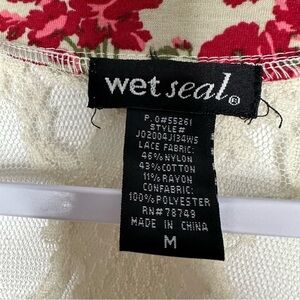 wet seal®
P.O#55261
STYLE#
J02004J134WS
LACE FABRIC:
46%NYLON
43%COTTON
11%RAYON
CONFABRIC:
100%POLYESTER
RN#78749
MADE IN CHINA
M